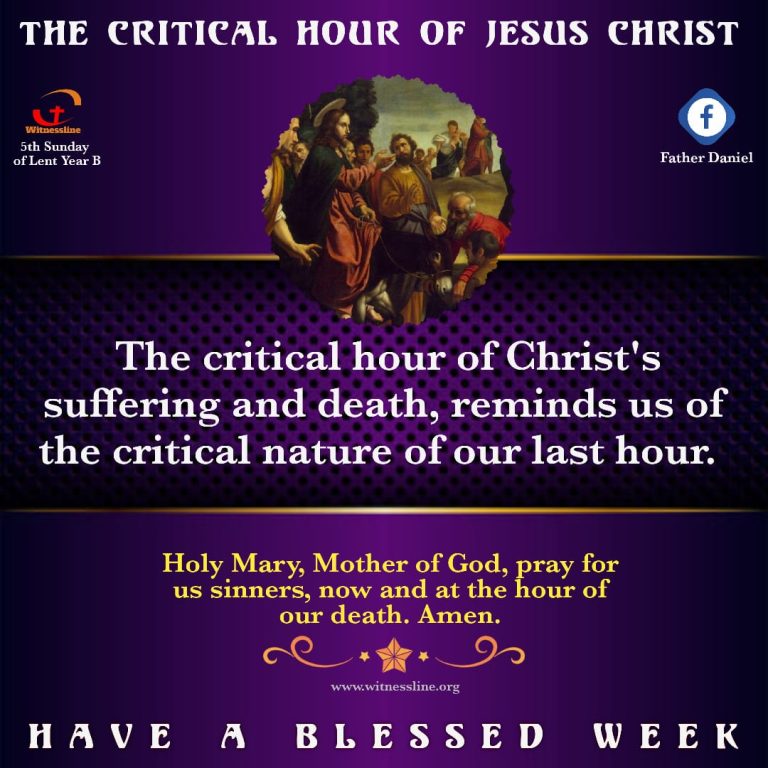 THE CRITICAL HOUR OF JESUS CHRIST
Witnessline
5th Sunday
of Lent Year B
f
Father Daniel
The critical hour of Christ's
suffering and death, reminds us of
the critical nature of our last hour.
Holy Mary, Mother of God, pray for
us sinners, now and at the hour of
our death. Amen.
www.witnessline.org
HAVE A BLESSED WEEK